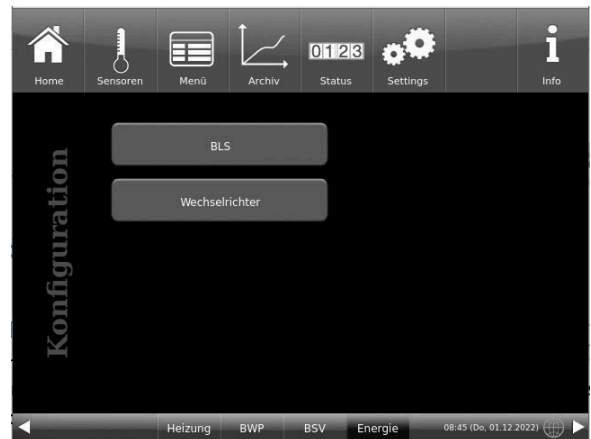 0123
Home Sensoren Menü Archiv Status Settings Info
Konfiguration
BLS
Wechselrichter
Heizung BWP BSV Energie 08:45 (Do, 01.12.2022)